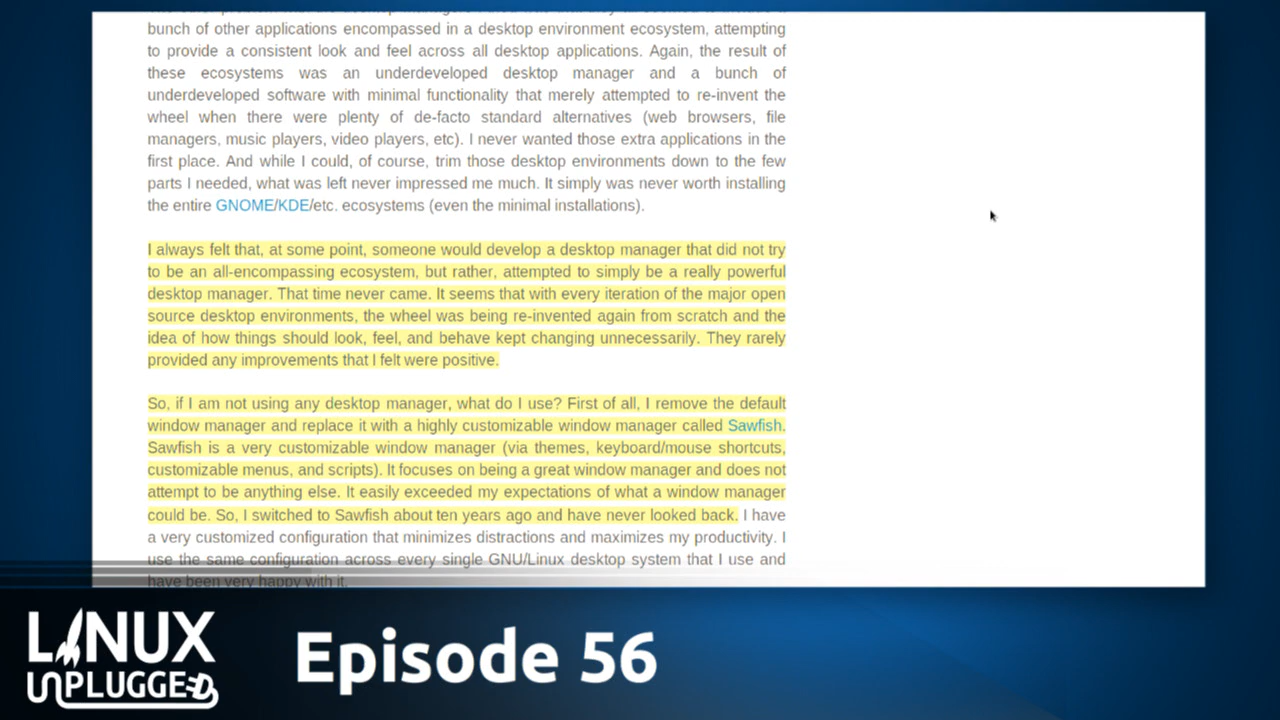 bunch of other applications encompassed in a desktop environment ecosystem, attempting
to provide a consistent look and feel across all desktop applications. Again, the result of
these ecosystems was an underdeveloped desktop manager and a bunch of
underdeveloped software with minimal functionality that merely attempted to re-invent the
wheel when there were plenty of de-facto standard alternatives (web browsers, file
managers, music players, video players, etc). I never wanted those extra applications in the
first place. And while I could, of course, trim those desktop environments down to the few
parts I needed, what was left never impressed me much. It simply was never worth installing
the entire GNOME/KDE/etc. ecosystems (even the minimal installations).
I always felt that, at some point, someone would develop a desktop manager that did not try
to be an all-encompassing ecosystem, but rather, attempted to simply be a really powerful
desktop manager. That time never came. It seems that with every iteration of the major open
source desktop environments, the wheel was being re-invented again from scratch and the
idea of how things should look, feel, and behave kept changing unnecessarily. They rarely
provided any improvements that I felt were positive.
So, if I am not using any desktop manager, what do I use? First of all, I remove the default
window manager and replace it with a highly customizable window manager called Sawfish.
Sawfish is a very customizable window manager (via themes, keyboard/mouse shortcuts,
customizable menus, and scripts). It focuses on being a great window manager and does not
attempt to be anything else. It easily exceeded my expectations of what a window manager
could be. So, I switched to Sawfish about ten years ago and have never looked back. I have
a very customized configuration that minimizes distractions and maximizes my productivity. I
use the same configuration across every single GNU/Linux desktop system that I use and
have been very happy with it.
LINUX
UNPLUGGED
Episode 56